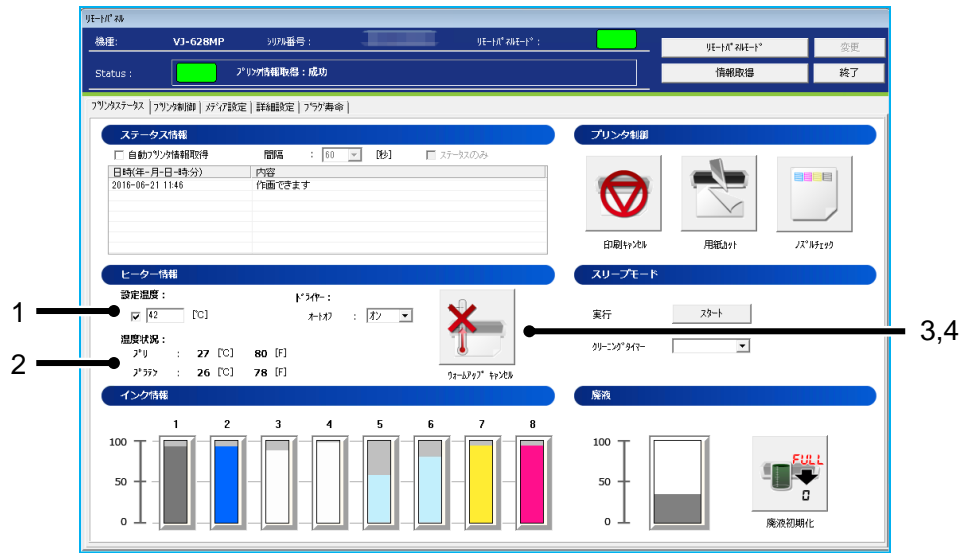 ﾘﾓｰﾄﾊﾟﾈﾙ
機種: VJ-628MP ｼﾘｱﾙ番号: ﾘﾓｰﾄﾊﾟﾈﾙﾓｰﾄﾞ:
ﾘﾓｰﾄﾊﾟﾈﾙﾓｰﾄﾞ 変更
Status: ﾌﾟﾘﾝﾀ情報取得:成功
情報取得 終了
ﾌﾟﾘﾝﾀｽﾃｰﾀｽ ﾌﾟﾘﾝﾀ制御 ﾒﾃﾞｨｱ設定 詳細設定 ﾌﾟﾗｸﾞ寿命
ステータス情報
自動ﾌﾟﾘﾝﾀ情報取得 間隔 : 60 [秒] ｽﾃｰﾀｽのみ
日時(年-月-日-時:分) 内容
2016-06-21 11:46 作画できます
プリンタ制御
印刷ｷｬﾝｾﾙ 用紙ｶｯﾄ ﾉｽﾞﾙﾁｪｯｸ
ヒーター情報
設定温度: ﾄﾞﾗｲﾔｰ:
1 42 [℃] ｵｰﾄｵﾌ : ｵﾝ
温度状況:
ﾌﾟﾘ : 27 [℃] 80 [F]
2
ﾌﾟﾗﾃﾝ : 26 [℃] 78 [F]
ｳｫｰﾑｱｯﾌﾟ ｷｬﾝｾﾙ
スリープモード
実行 ｽﾀｰﾄ
3,4
ｸﾘｰﾆﾝｸﾞﾀｲﾏｰ
インク情報
1 2 3 4 5 6 7 8
100
50
0
廃液
100
50
0
FULL
0
廃液初期化